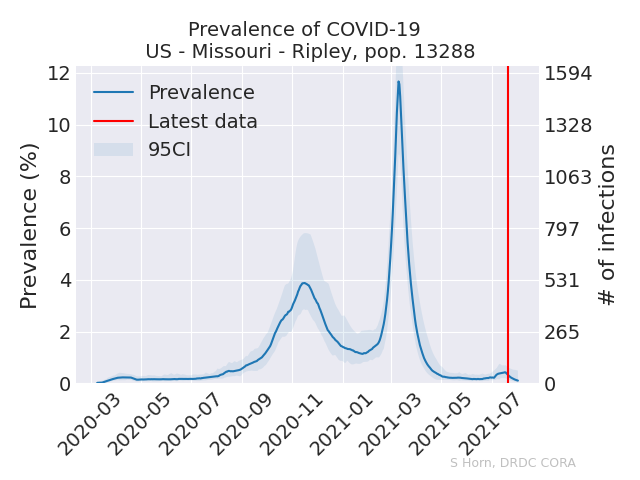 Prevalence of COVID-19
US - Missouri - Ripley, pop. 13288
Prevalence (%)
12
10
8
6
4
2
0
Prevalence
Latest data
95CI
1594
1328
1063
797
531
265
0
# of infections
2020-03
2020-05
2020-07
2020-09
2020-11
2021-01
2021-03
2021-05
2021-07
S Horn, DRDC CORA